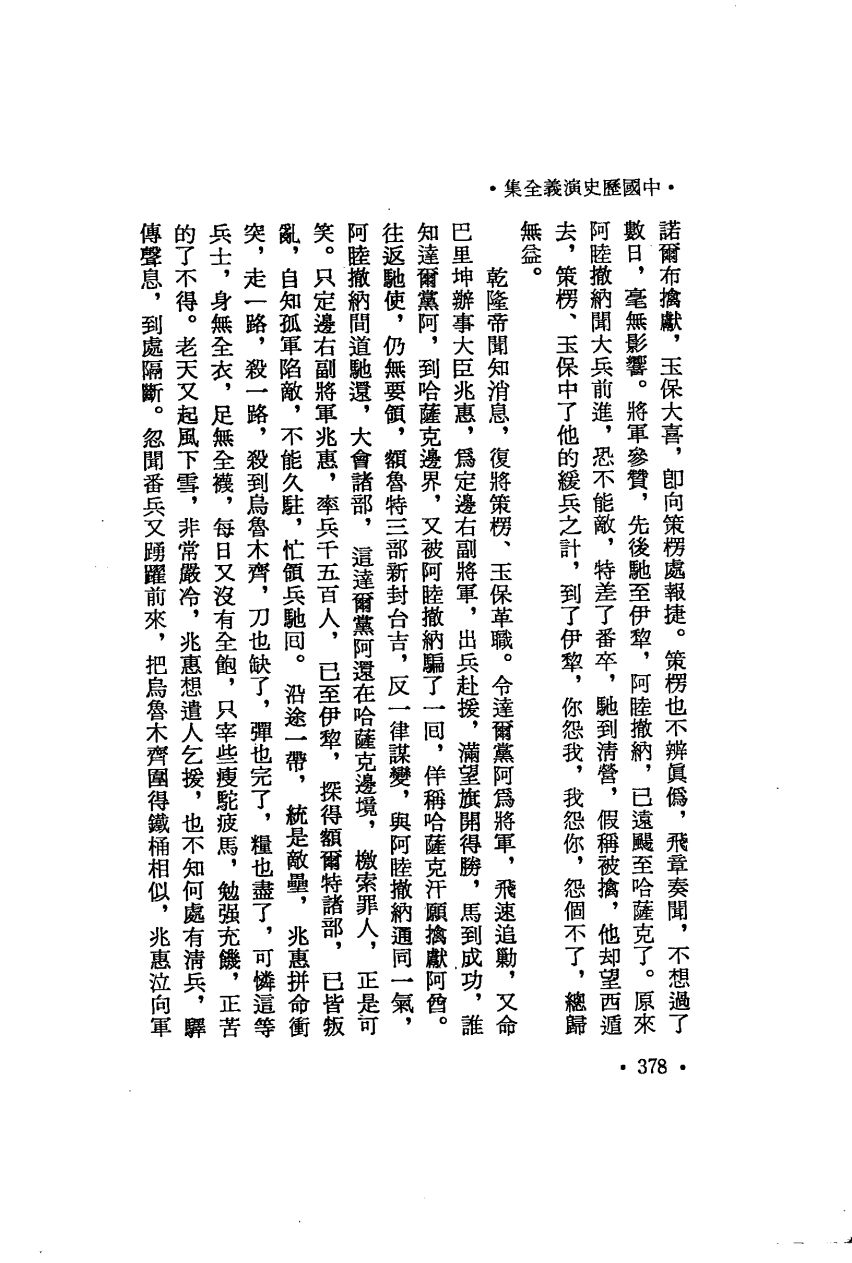 •中國歷史演義全集•
諾爾布擒獻，玉保大喜，卽向策楞處報捷。策楞也不辨眞僞，飛章奏聞，不想過了
數日，毫無影響。將軍參贊，先後馳至伊犂，阿睦撤納，已遠颺至哈薩克了。原來
阿睦撤納聞大兵前進，恐不能敵，特差了番卒，馳到清營，假稱被擒，他却望西遁
去，策楞、玉保中了他的緩兵之計，到了伊犂，你怨我，我怨你，怨個不了，總歸
無益。
乾隆帝聞知消息，復將策楞、玉保革職。令達爾黨阿爲將軍，飛速追勦，又命
巴里坤辦事大臣兆惠，爲定邊右副將軍，出兵赴援，滿望旗開得勝，馬到成功，誰
知達爾黨阿，到哈薩克邊界，又被阿睦撤納騙了一囘，佯稱哈薩克汗願擒獻阿酋。
往返馳使，仍無要領，額魯特三部新封台吉，反一律謀變，與阿睦撤納通同一氣，
阿睦撤納間道馳還，大會諸部，這達爾黨阿還在哈薩克邊境，檄索罪人，正是可
笑。只定邊右副將軍兆惠，率兵千五百人，已至伊犂，探得額爾特諸部，已皆叛
亂，自知孤軍陷敵，不能久駐，忙領兵馳囘。沿途一帶，統是敵壘，兆惠拼命衝
突，走一路，殺一路，殺到烏魯木齊，刀也缺了，彈也完了，糧也盡了，可憐這等
兵士，身無全衣，足無全襪，每日又沒有全飽，只宰些瘦駝疲馬，勉强充饑，正苦
的了不得。老天又起風下雪，非常嚴冷，兆惠想遣人乞援，也不知何處有清兵，驛
傳聲息，到處隔斷。忽聞番兵又踴躍前來，把烏魯木齊圍得鐵桶相似，兆惠泣向軍
•378•